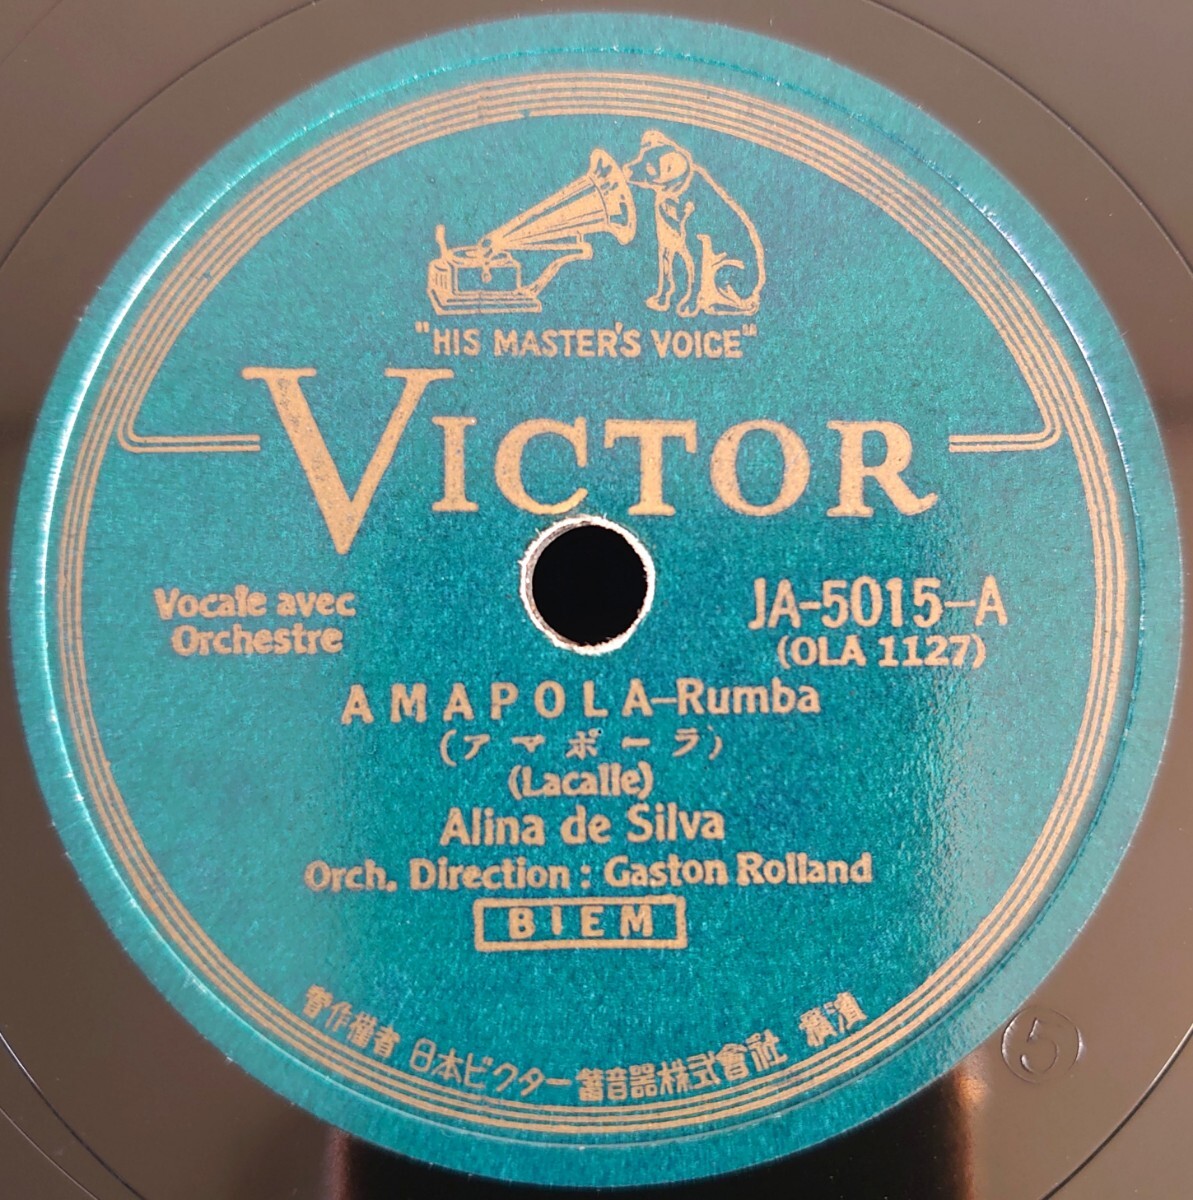 "HIS MASTER'S VOICE"
VICTOR
Vocale avec
Orchestre
JA-5015-A
(OLA 1127)
AMAPOLA-Rumba
(アマポーラ)
(Lacalle)
Alina de Silva
Orch. Direction : Gaston Rolland
BIEM
著作権者 日本ビクター蓄音器株式會社 横濱
5